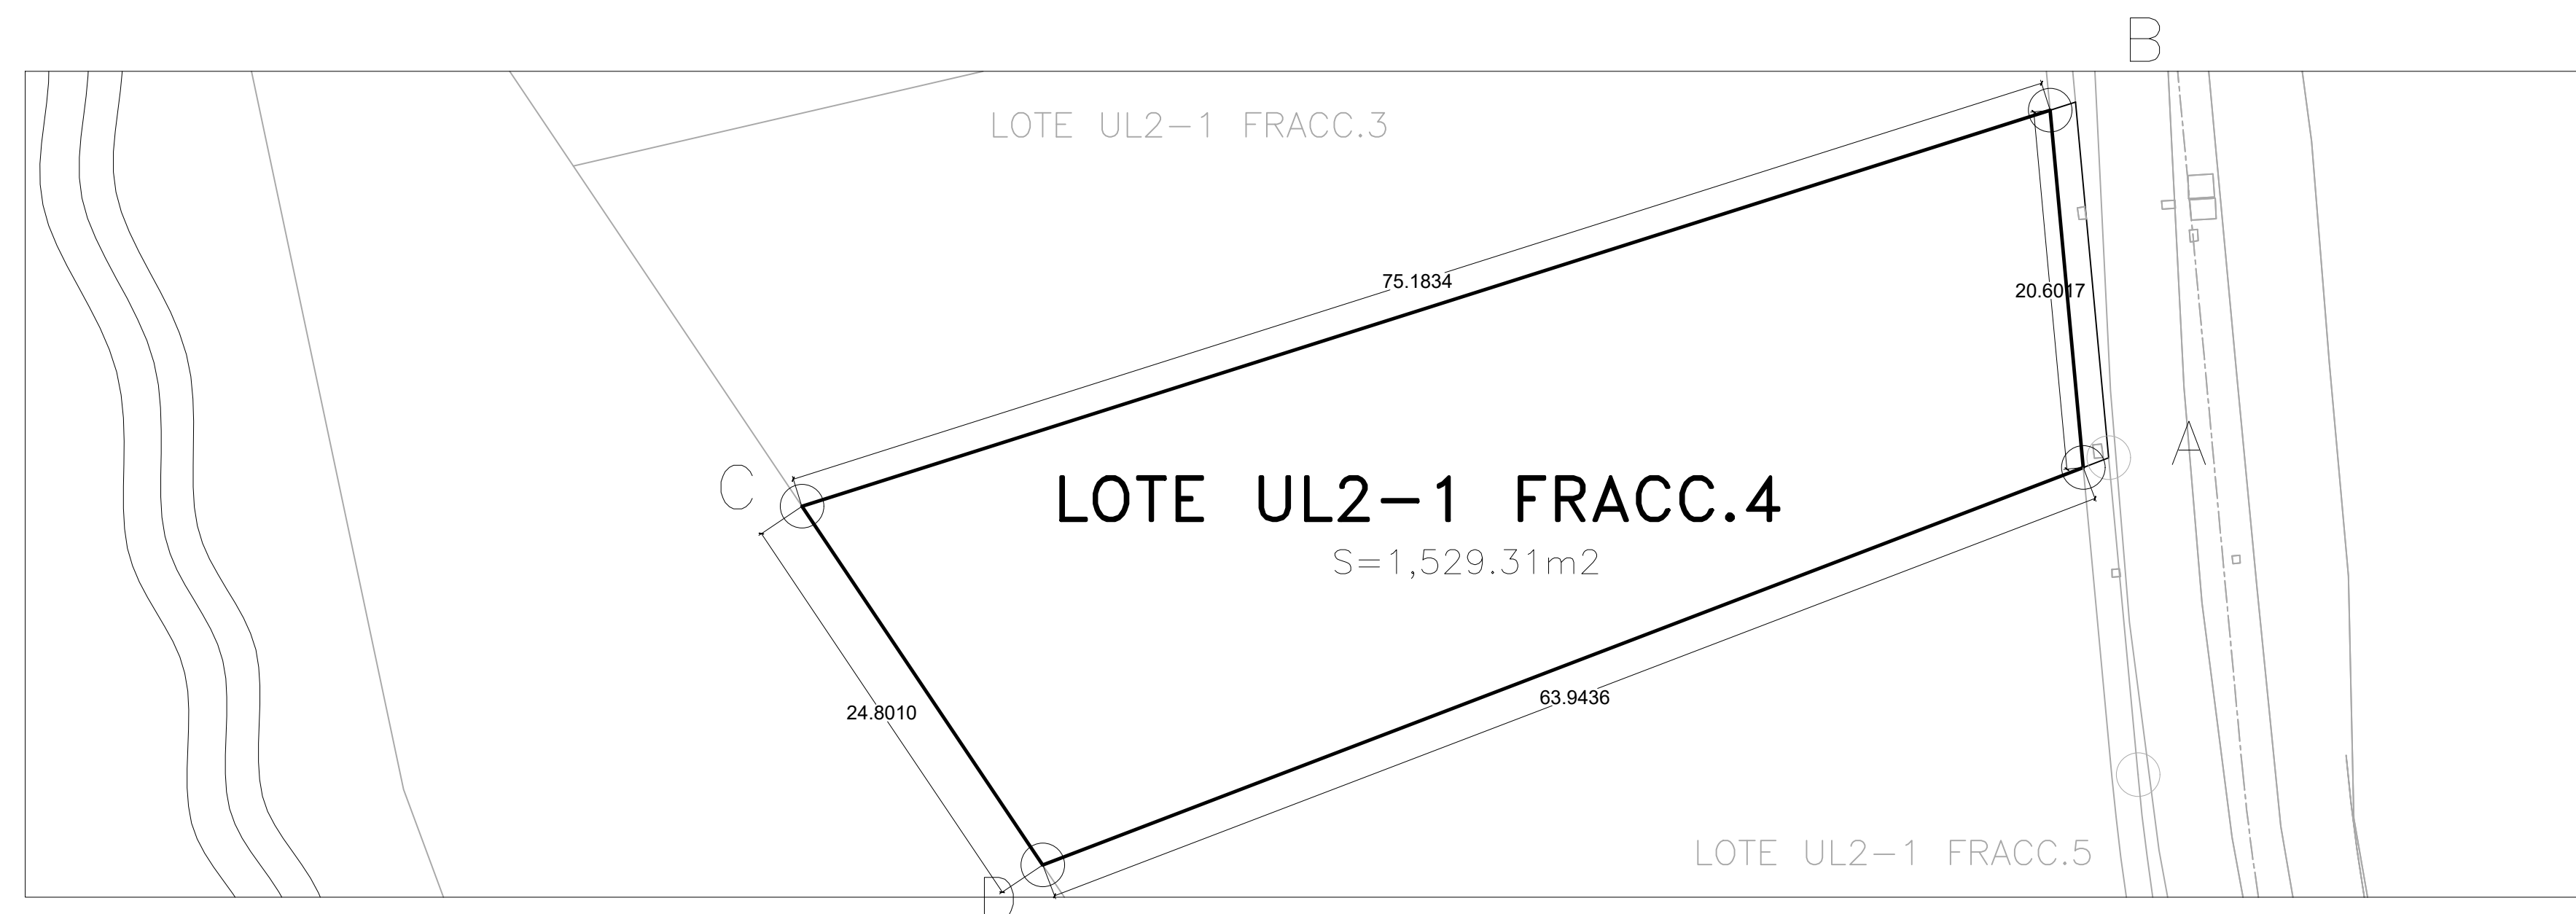 B
LOTE UL2-1 FRACC.3
75.1834
20.6017
A
C
LOTE UL2-1 FRACC.4
S=1,529.31m2
63.9436
24.8010
LOTE UL2-1 FRACC.5
D